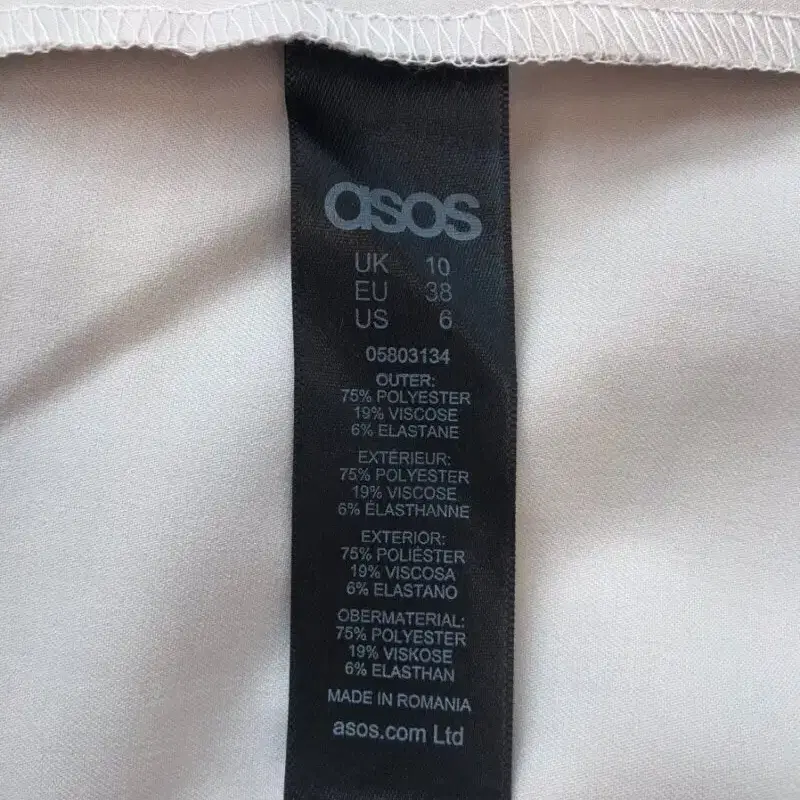 asos
UK 10
EU 38
US 6
05803134
OUTER:
75% POLYESTER
19% VISCOSE
6% ELASTANE
EXTÉRIEUR:
75% POLYESTER
19% VISCOSE
6% ÉLASTHANNE
EXTERIOR:
75% POLIÉSTER
19% VISCOSA
6% ELASTANO
OBERMATERIAL:
75% POLYESTER
19% VISKOSE
6% ELASTHAN
MADE IN ROMANIA
asos.com Ltd